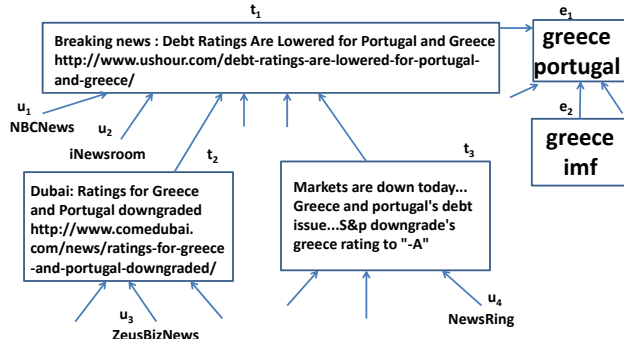 t1
e1
Breaking news : Debt Ratings Are Lowered for Portugal and Greece
http://www.ushour.com/debt-ratings-are-lowered-for-portugal-
and-greece/
greece
portugal
u1
NBCNews
u2
iNewsroom
e2
greece
imf
t2
t3
Dubai: Ratings for Greece
and Portugal downgraded
http://www.comedubai.
com/news/ratings-for-greece
-and-portugal-downgraded/
Markets are down today...
Greece and portugal's debt
issue...S&p downgrade's
greece rating to "-A"
u3
ZeusBizNews
u4
NewsRing